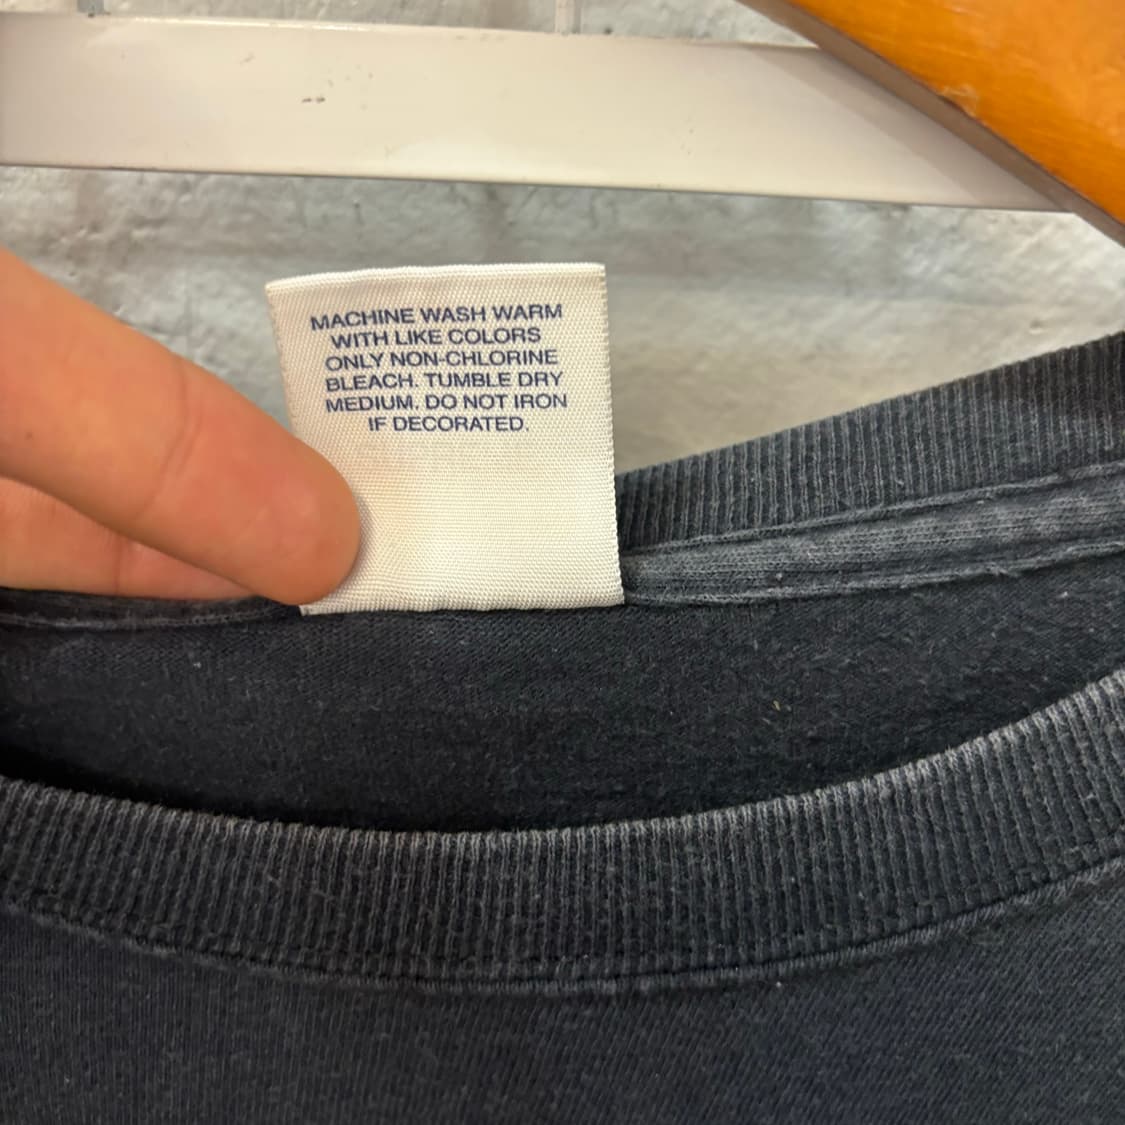 MACHINE WASH WARM
WITH LIKE COLORS
ONLY NON-CHLORINE
BLEACH. TUMBLE DRY
MEDIUM. DO NOT IRON
IF DECORATED.